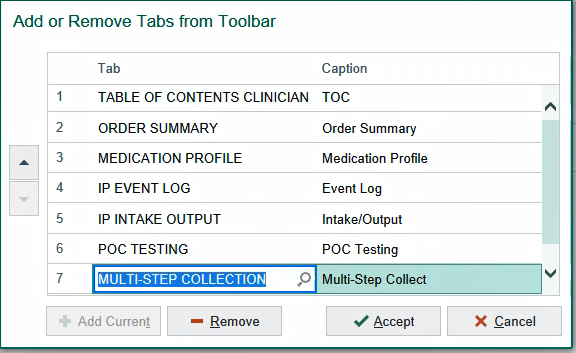 Add or Remove Tabs from Toolbar
Tab Caption
1 TABLE OF CONTENTS CLINICIAN TOC
2 ORDER SUMMARY Order Summary
3 MEDICATION PROFILE Medication Profile
4 IP EVENT LOG Event Log
5 IP INTAKE OUTPUT Intake/Output
6 POC TESTING POC Testing
7 MULTI-STEP COLLECTION Multi-Step Collect
Add Current Remove Accept Cancel